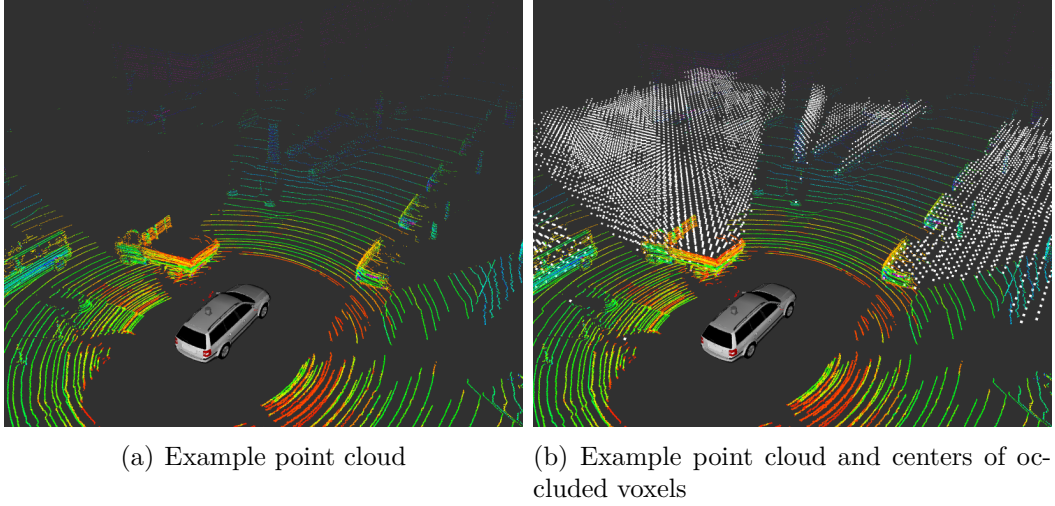 (a) Example point cloud
(b) Example point cloud and centers of oc-
cluded voxels